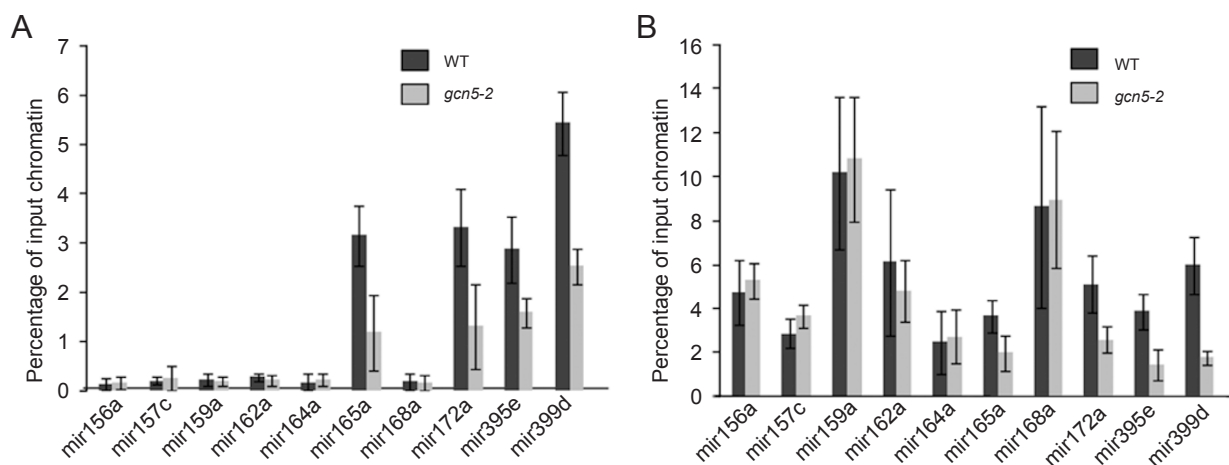 A
Percentage of input chromatin
7
6
5
4
3
2
1
0
WT
gcn5-2
mir156a
mir157c
mir159a
mir162a
mir164a
mir165a
mir168a
mir172a
mir395e
mir399d
B
Percentage of input chromatin
16
14
12
10
8
6
4
2
0
WT
gcn5-2
mir156a
mir157c
mir159a
mir162a
mir164a
mir165a
mir168a
mir172a
mir395e
mir399d